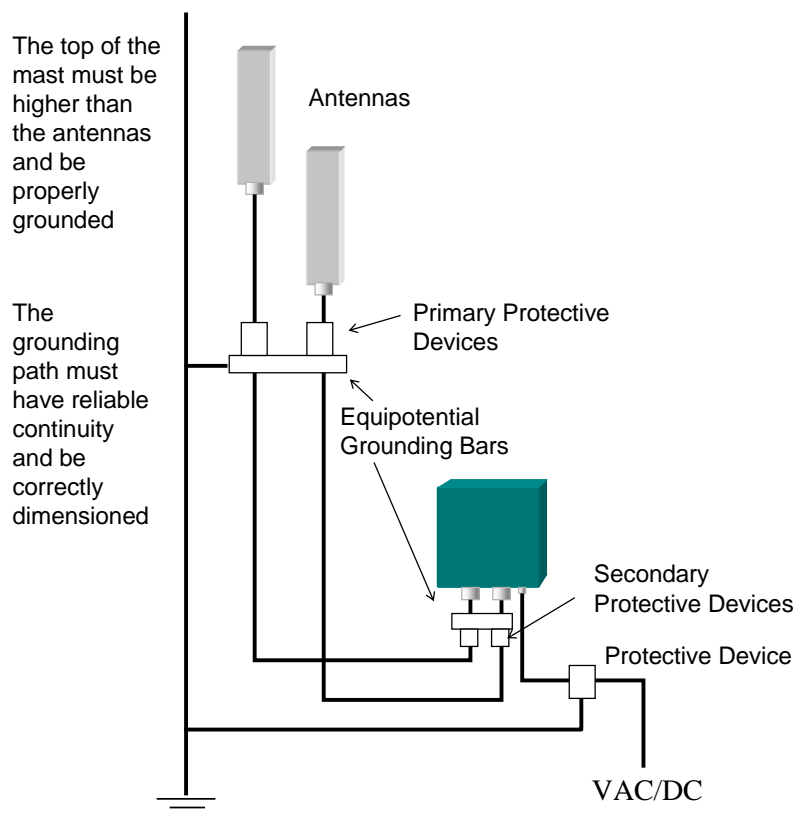 The top of the
mast must be
higher than
the antennas
and be
properly
grounded
Antennas
The
grounding
path must
have reliable
continuity
and be
correctly
dimensioned
Primary Protective
Devices
Equipotential
Grounding Bars
Secondary
Protective Devices
Protective Device
VAC/DC